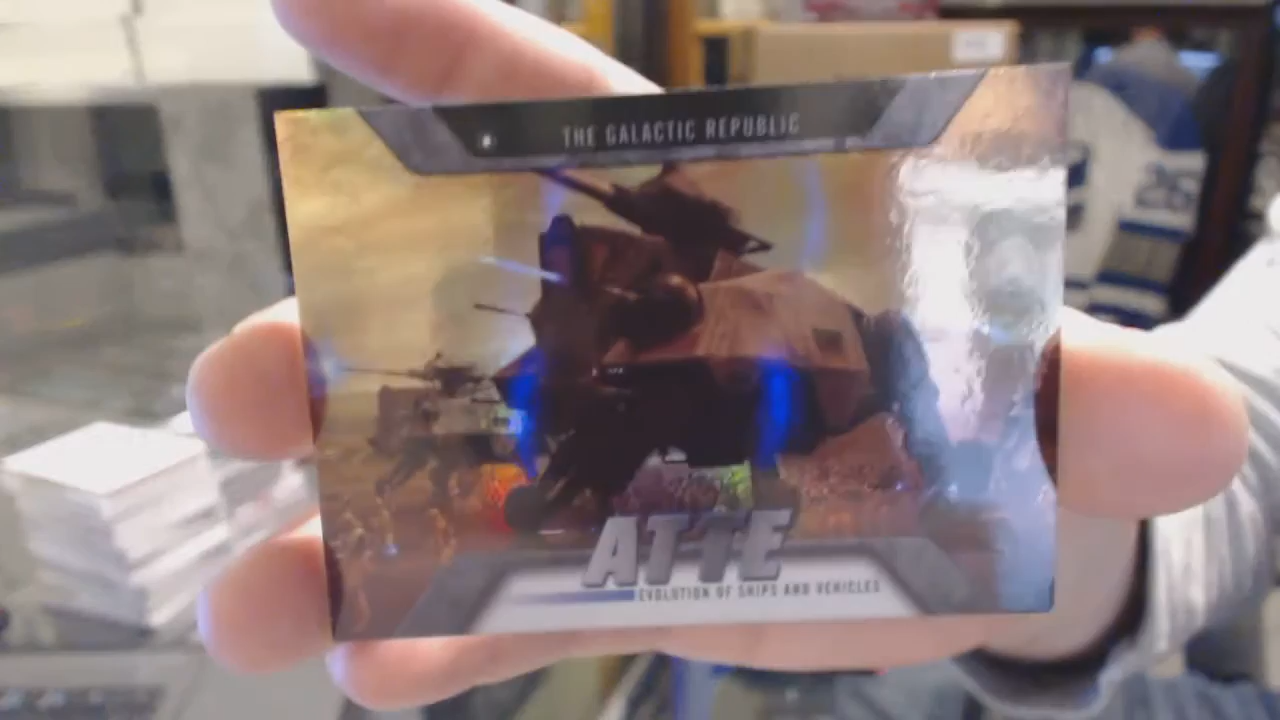 THE GALACTIC REPUBLIC
ATTE
EVOLUTION OF SHIPS AND VEHICLES